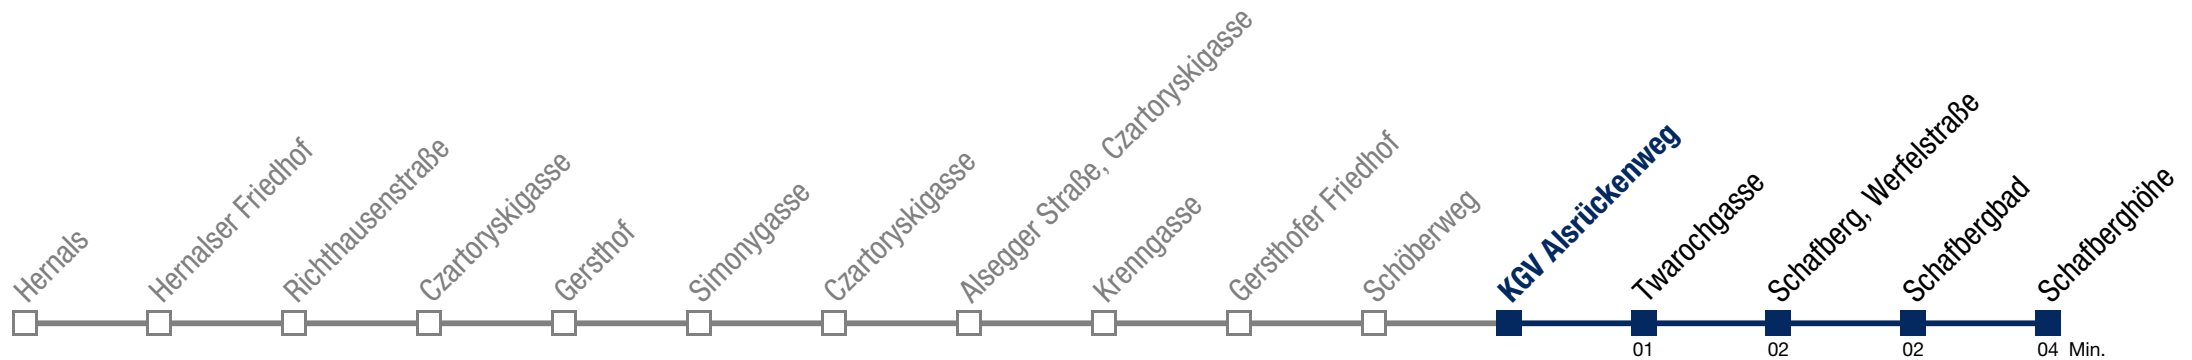 Hernals
Hernalser Friedhof
Richthausenstraße
Czartoryskigasse
Gersthof
Simonygasse
Czartoryskigasse
Alsegger Straße, Czartoryskigasse
Krenngasse
Gersthofer Friedhof
Schöberweg
KGV Alsrückenweg
Twarochgasse
Schafberg, Werfelstraße
Schafbergbad
Schafberghöhe
01 02 02 04 Min.